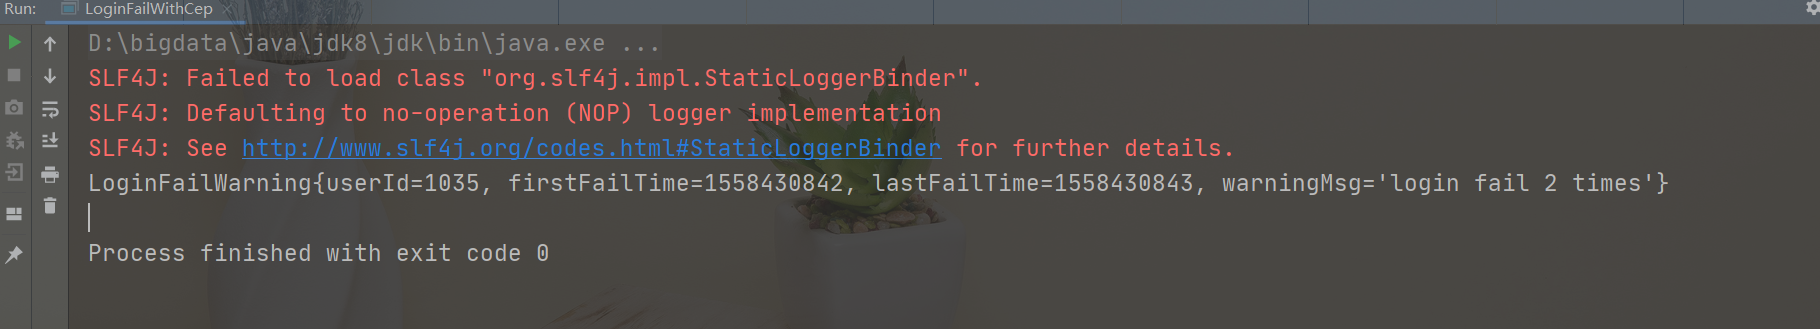 Run: LoginFailWithCep
D:\bigdata\java\jdk8\jdk\bin\java.exe ...
SLF4J: Failed to load class "org.slf4j.impl.StaticLoggerBinder".
SLF4J: Defaulting to no-operation (NOP) logger implementation
SLF4J: See http://www.slf4j.org/codes.html#StaticLoggerBinder for further details.
LoginFailWarning{userId=1035, firstFailTime=1558430842, lastFailTime=1558430843, warningMsg='login fail 2 times'}
Process finished with exit code 0